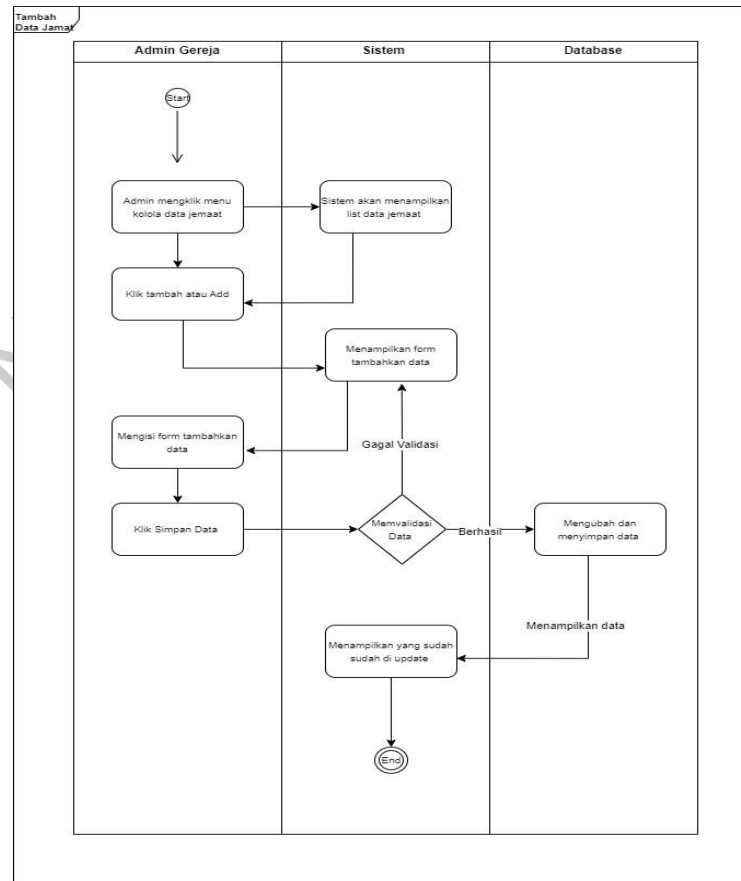 Tambah
Data Jamat
Admin Gereja
Sistem
Database
Start
Admin mengklik menu
kolola data jemaat
Sistem akan menampilkan
list data jemaat
Klik tambah atau Add
Menampilkan form
tambahkan data
Mengisi form tambahkan
data
Gagal Validasi
Klik Simpan Data
Memvalidasi
Data
Berhasil
Mengubah dan
menyimpan data
Menampilkan data
Menampilkan yang sudah
sudah di update
End